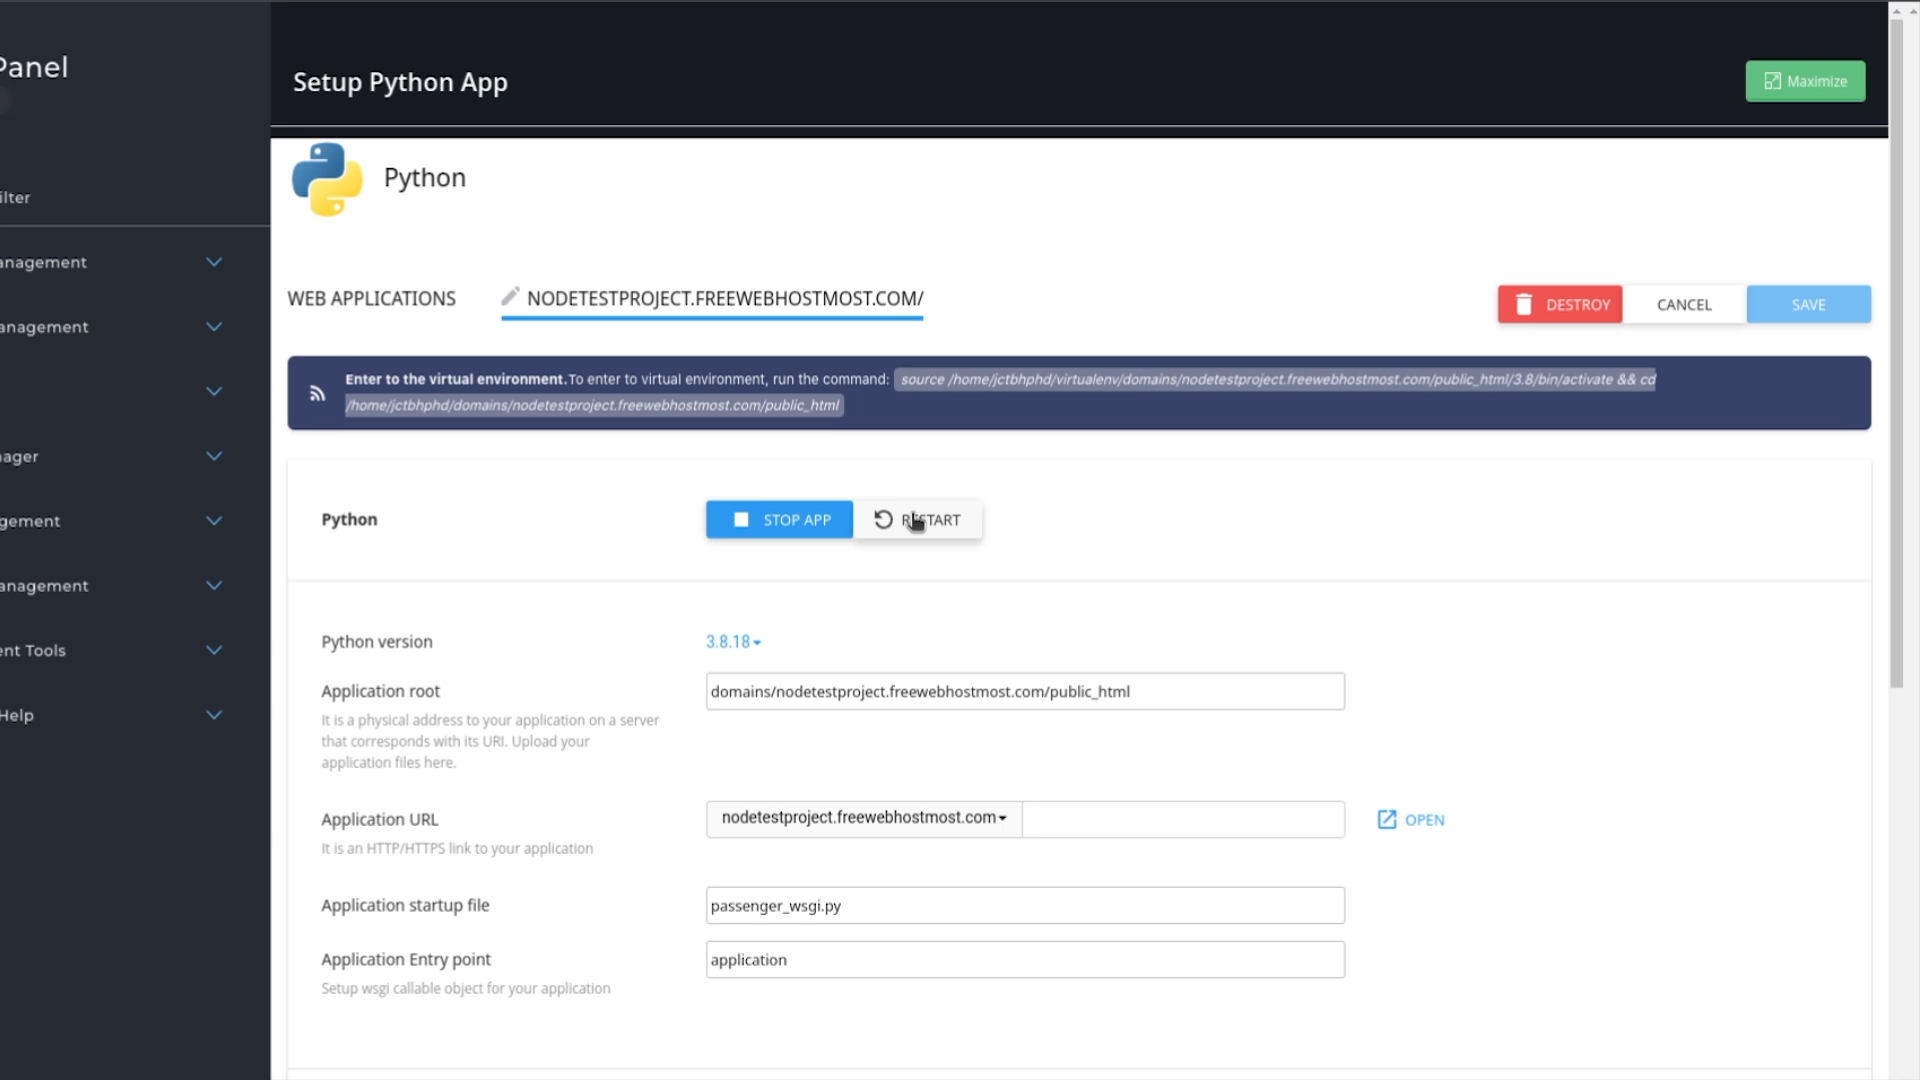 Panel
Setup Python App
Maximize
Python
ilter
anagement
anagement
nager
gement
anagement
ent Tools
Help
WEB APPLICATIONS
NODETESTPROJECT.FREEWEBHOSTMOST.COM/
DESTROY
CANCEL
SAVE
Enter to the virtual environment.To enter to virtual environment, run the command: source /home/jctbhphd/virtualenv/domains/nodetestproject.freewebhostmost.com/public_html/3.8/bin/activate && cd
/home/jctbhphd/domains/nodetestproject.freewebhostmost.com/public_html
Python
STOP APP
RESTART
Python version
3.8.18
Application root
domains/nodetestproject.freewebhostmost.com/public_html
It is a physical address to your application on a server
that corresponds with its URI. Upload your
application files here.
Application URL
nodetestproject.freewebhostmost.com
OPEN
It is an HTTP/HTTPS link to your application
Application startup file
passenger_wsgi.py
Application Entry point
application
Setup wsgi callable object for your application